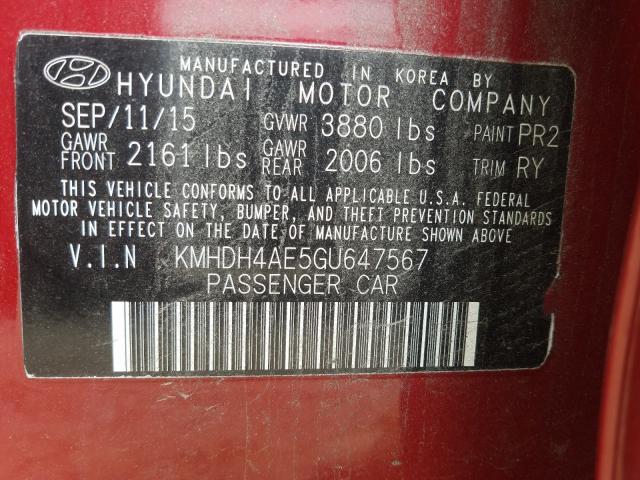 MANUFACTURED IN KOREA BY
HYUNDAI MOTOR COMPANY
SEP/11/15 GVWR 3880 lbs PAINT PR2
GAWR FRONT 2161 lbs GAWR REAR 2006 lbs TRIM RY
THIS VEHICLE CONFORMS TO ALL APPLICABLE U.S.A. FEDERAL
MOTOR VEHICLE SAFETY, BUMPER, AND THEFT PREVENTION STANDARDS
IN EFFECT ON THE DATE OF MANUFACTURE SHOWN ABOVE.
V.I.N KMHDH4AE5GU647567
PASSENGER CAR